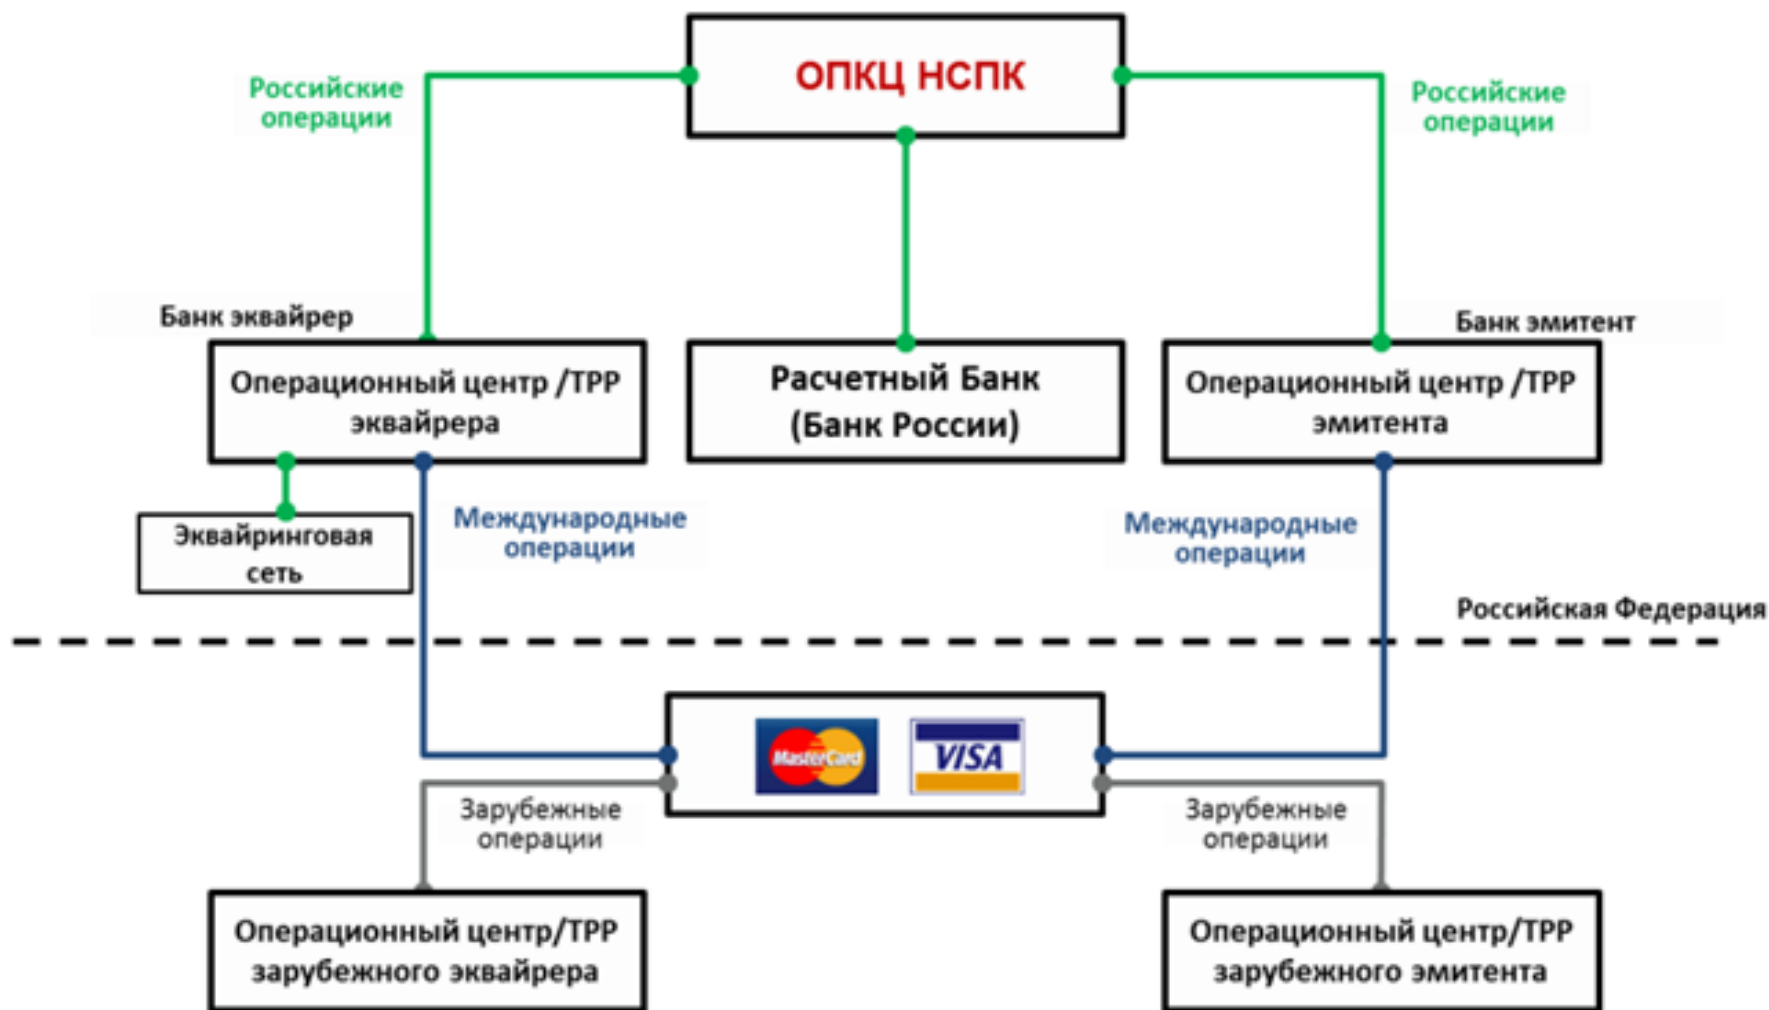 ОПКЦ НСПК
Российские
операции
Российские
операции
Банк эквайрер
Банк эмитент
Операционный центр /ТРР
эквайрера
Расчетный Банк
(Банк России)
Операционный центр /ТРР
эмитента
Эквайринговая
сеть
Международные
операции
Международные
операции
Российская Федерация
MasterCard
VISA
Зарубежные
операции
Зарубежные
операции
Операционный центр/ТРР
зарубежного эквайрера
Операционный центр/ТРР
зарубежного эмитента